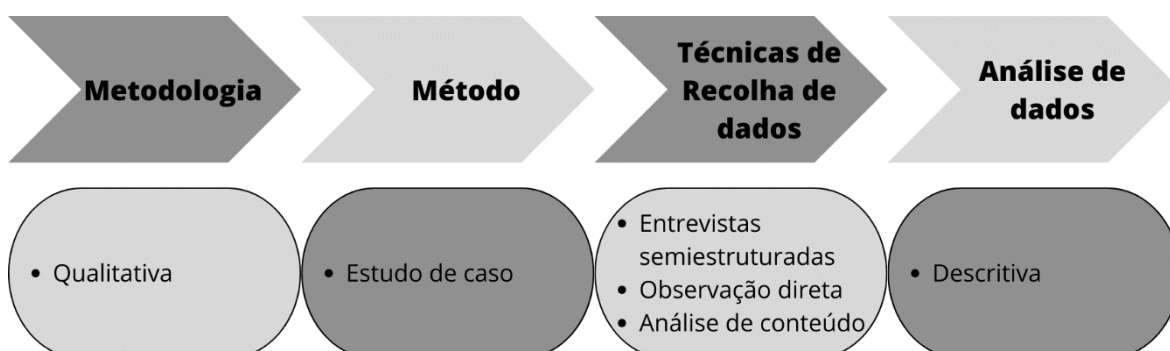 Metodologia
Método
Técnicas de
Recolha de
dados
Análise de
dados
• Qualitativa
• Estudo de caso
• Entrevistas
semiestruturadas
• Observação direta
• Análise de conteúdo
• Descritiva